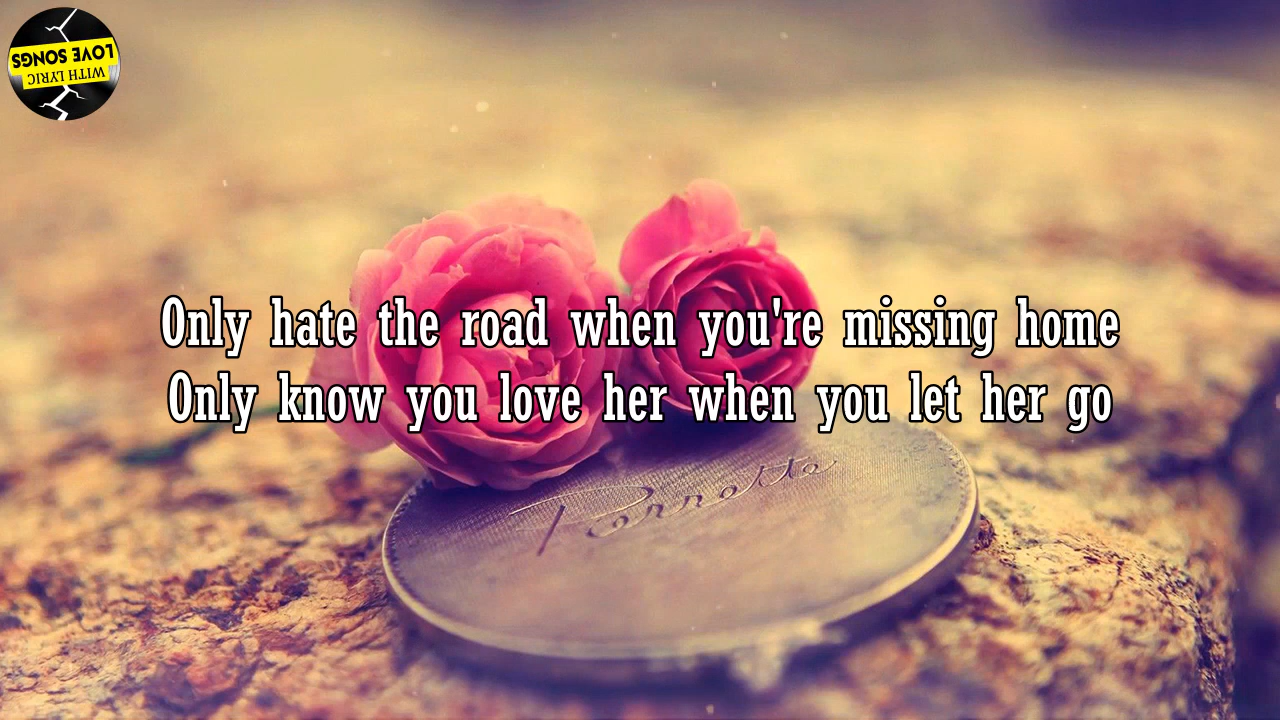 WITH LYRIC
LOVE SONGS
Only hate the road when you're missing home
Only know you love her when you let her go